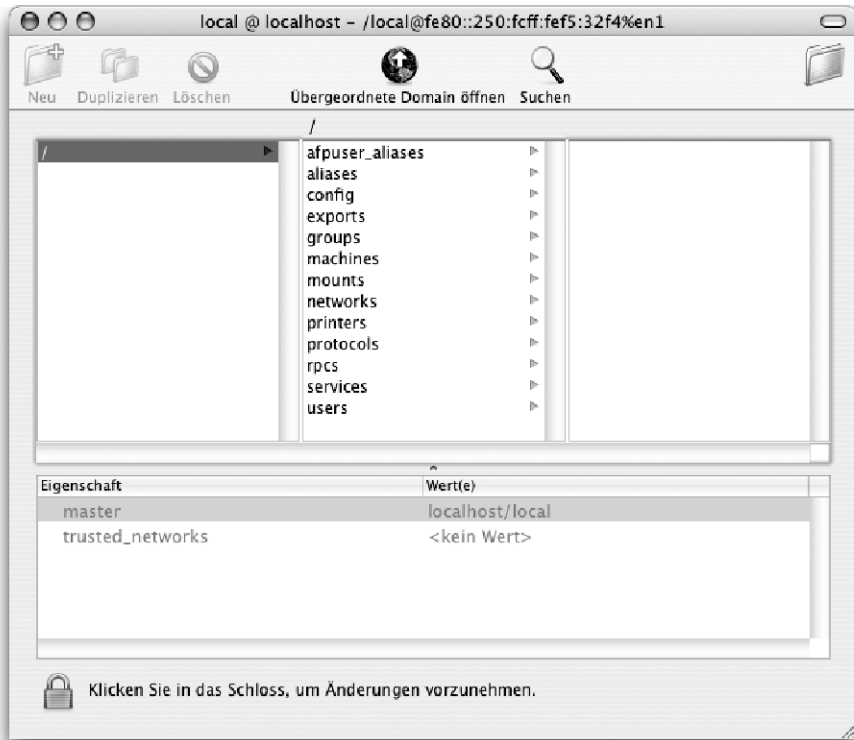 local @ localhost – /local@fe80::250:fcff:fef5:32f4%en1
Neu Duplizieren Löschen Übergeordnete Domain öffnen Suchen
/
/
afpuser_aliases
aliases
config
exports
groups
machines
mounts
networks
printers
protocols
rpcs
services
users
Eigenschaft Wert(e)
master localhost/local
trusted_networks <kein Wert>
Klicken Sie in das Schloss, um Änderungen vorzunehmen.